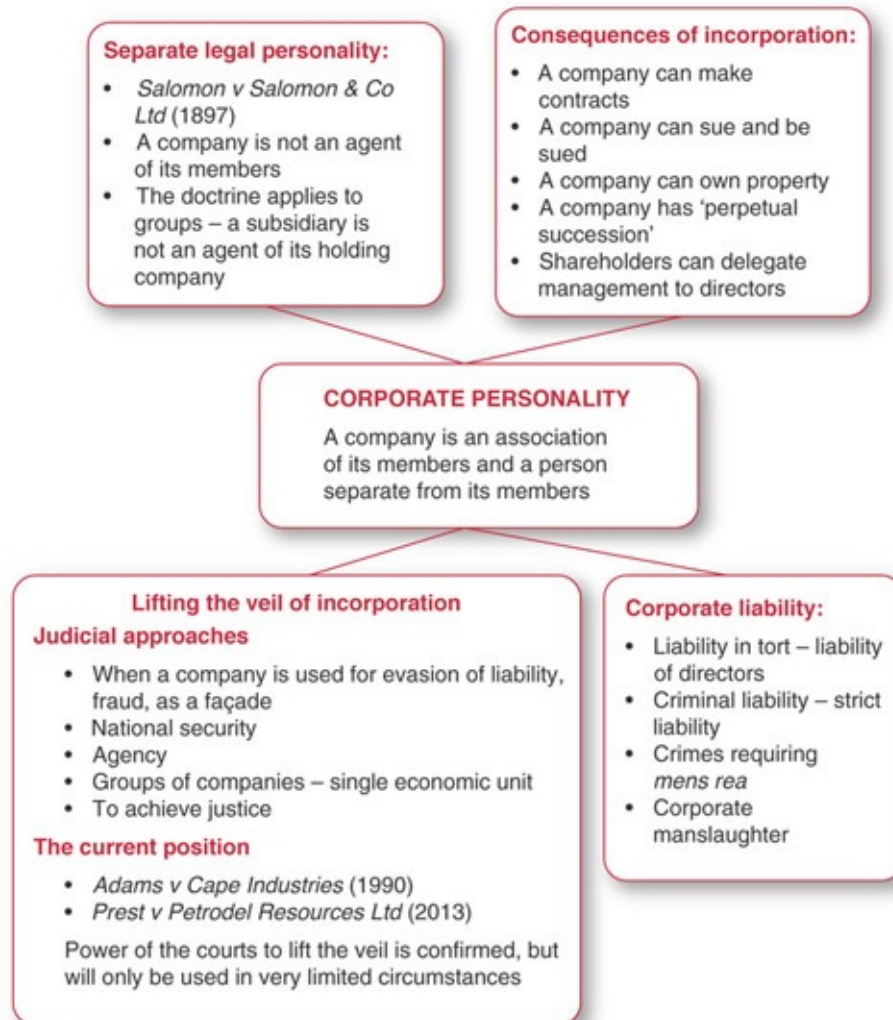 Separate legal personality:
• Salomon v Salomon & Co
Ltd (1897)
• A company is not an agent
of its members
• The doctrine applies to
groups – a subsidiary is
not an agent of its holding
company
Consequences of incorporation:
• A company can make
contracts
• A company can sue and be
sued
• A company can own property
• A company has ‘perpetual
succession’
• Shareholders can delegate
management to directors
CORPORATE PERSONALITY
A company is an association
of its members and a person
separate from its members
Lifting the veil of incorporation
Judicial approaches
• When a company is used for evasion of liability,
fraud, as a façade
• National security
• Agency
• Groups of companies – single economic unit
• To achieve justice
The current position
• Adams v Cape Industries (1990)
• Prest v Petrodel Resources Ltd (2013)
Power of the courts to lift the veil is confirmed, but
will only be used in very limited circumstances
Corporate liability:
• Liability in tort – liability
of directors
• Criminal liability – strict
liability
• Crimes requiring
mens rea
• Corporate
manslaughter